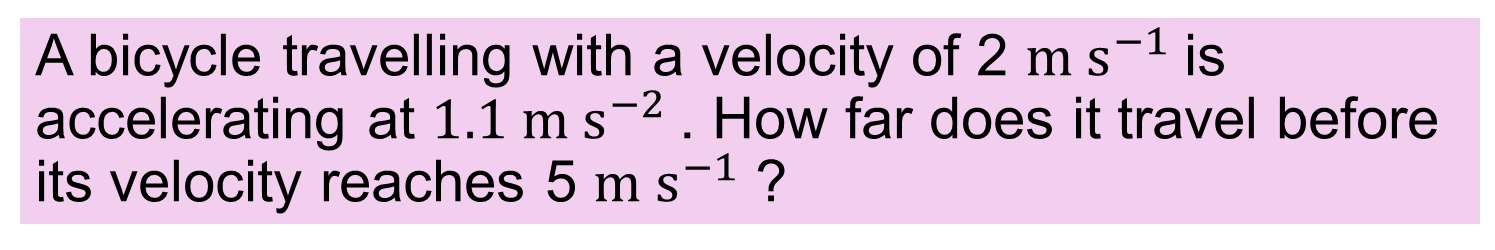 A bicycle travelling with a velocity of 2 m s⁻¹ is
accelerating at 1.1 m s⁻² . How far does it travel before
its velocity reaches 5 m s⁻¹ ?